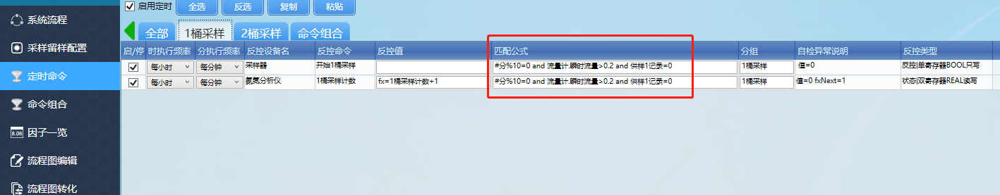 启用定时 全选 反选 复制 粘贴
系统流程
全部 1桶采样 2桶采样 命令组合
采样留样配置
启/停 时执行频率 分执行频率 反控设备名 反控命令 反控值 匹配公式 分组 自检异常说明 反控类型
每小时 每分钟 采样器 开始1桶采样 #分%10=0 and 流量计.瞬时流量>0.2 and 供样1记录=0 1桶采样 值=0 反控|单寄存器BOOL只写
定时命令
每小时 每分钟 氨氮分析仪 1桶采样计数 fx=1桶采样计数+1 #分%10=0 and 流量计.瞬时流量>0.2 and 供样1记录=0 1桶采样 值=0 fxNext=1 状态|双寄存器REAL读写
命令组合
8.06 因子一览
流程图编辑
流程图转化